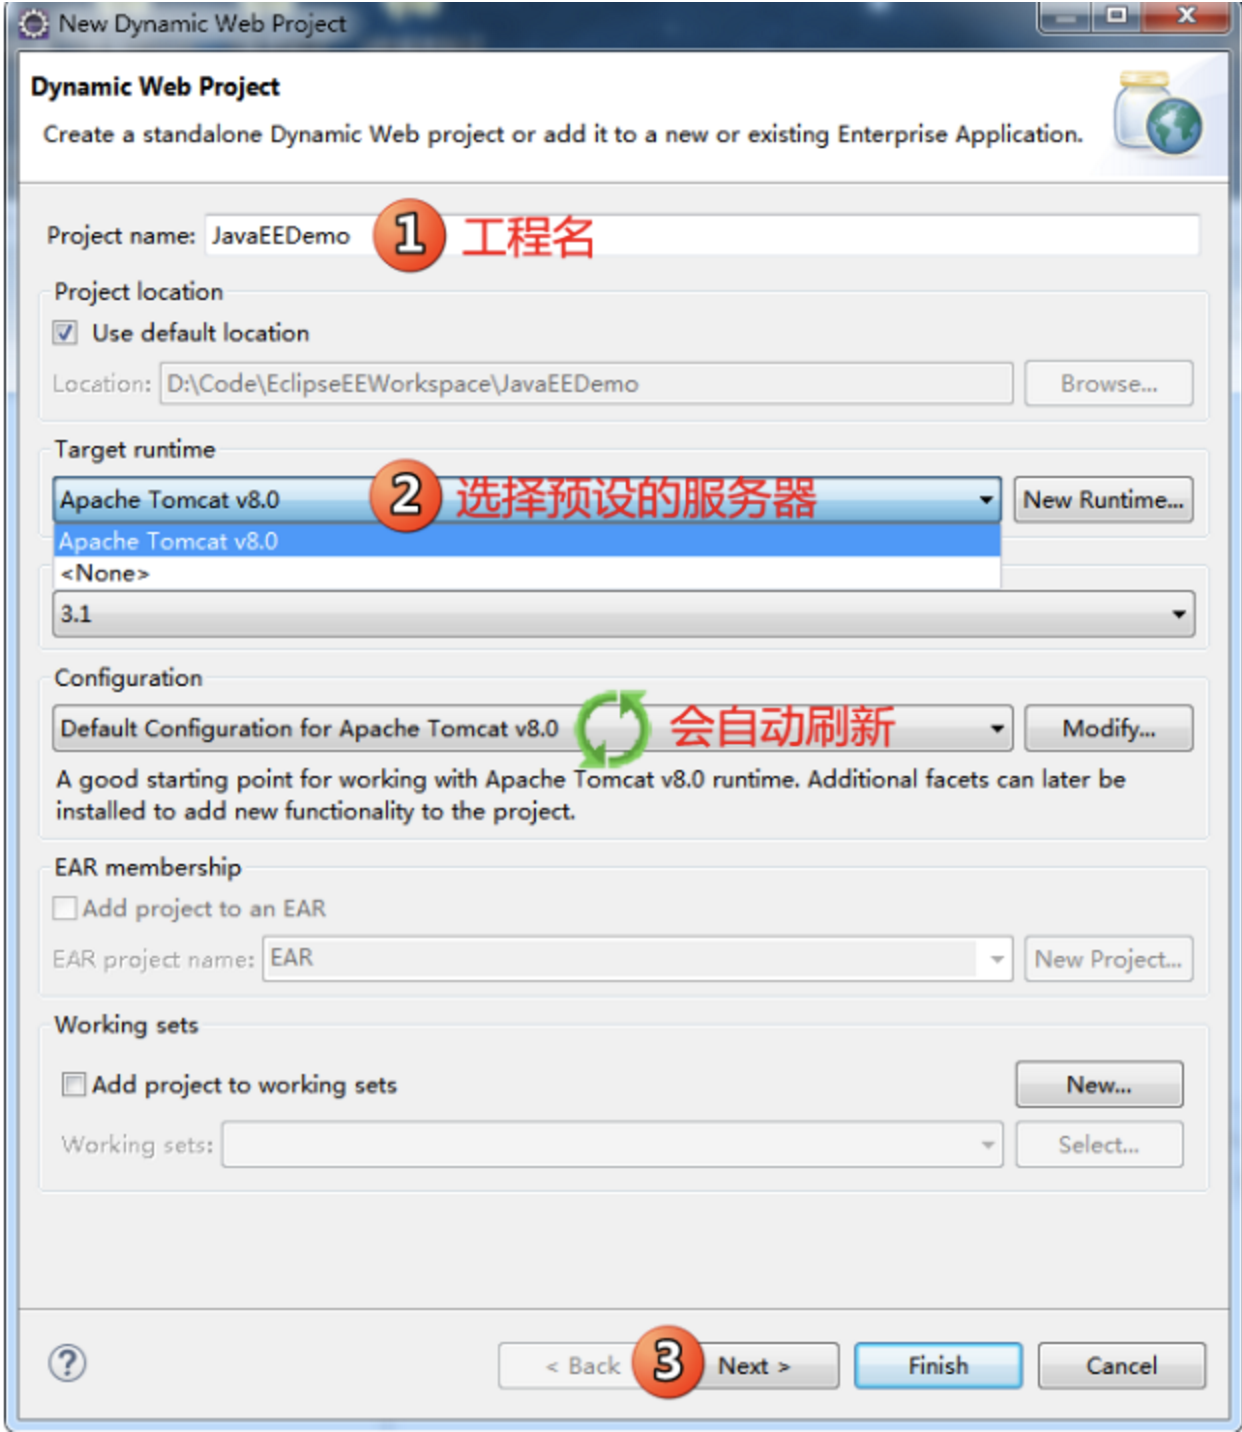 New Dynamic Web Project
Dynamic Web Project
Create a standalone Dynamic Web project or add it to a new or existing Enterprise Application.
Project name: JavaEEDemo 1 工程名
Project location
Use default location
Location: D:\Code\EclipseEEWorkspace\JavaEEDemo Browse...
Target runtime
Apache Tomcat v8.0 2 选择预设的服务器 New Runtime...
Apache Tomcat v8.0
<None>
3.1
Configuration
Default Configuration for Apache Tomcat v8.0 会自动刷新 Modify...
A good starting point for working with Apache Tomcat v8.0 runtime. Additional facets can later be
installed to add new functionality to the project.
EAR membership
Add project to an EAR
EAR project name: EAR New Project...
Working sets
Add project to working sets New...
Working sets: Select...
? < Back 3 Next > Finish Cancel